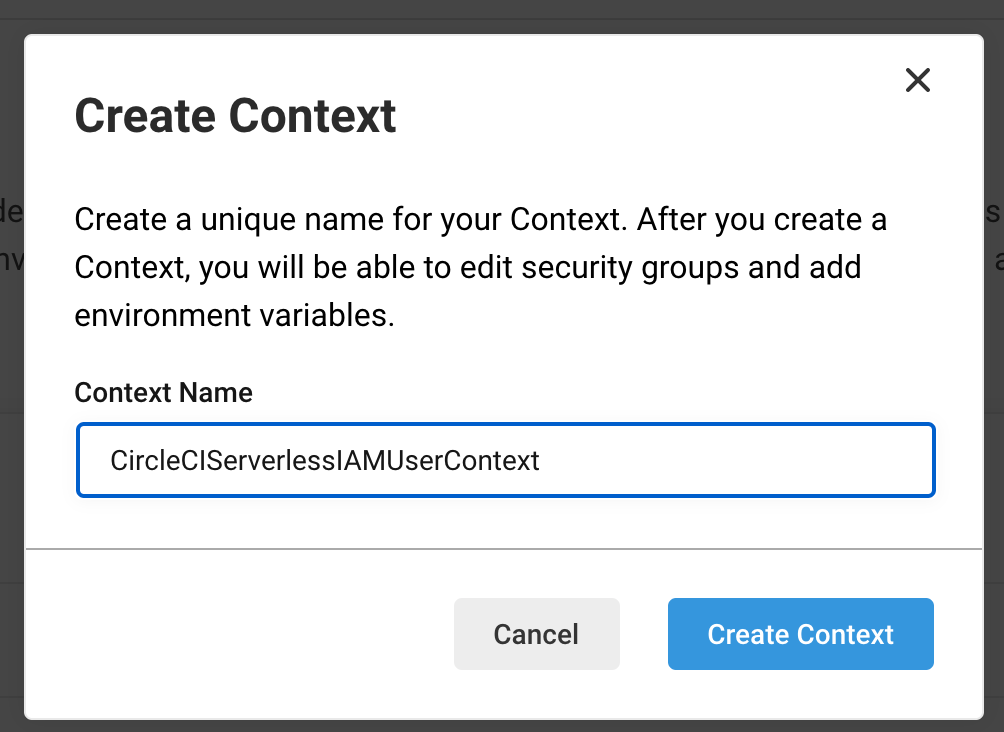 Create Context
Create a unique name for your Context. After you create a
Context, you will be able to edit security groups and add
environment variables.
Context Name
CircleCIServerlessIAMUserContext
Cancel
Create Context